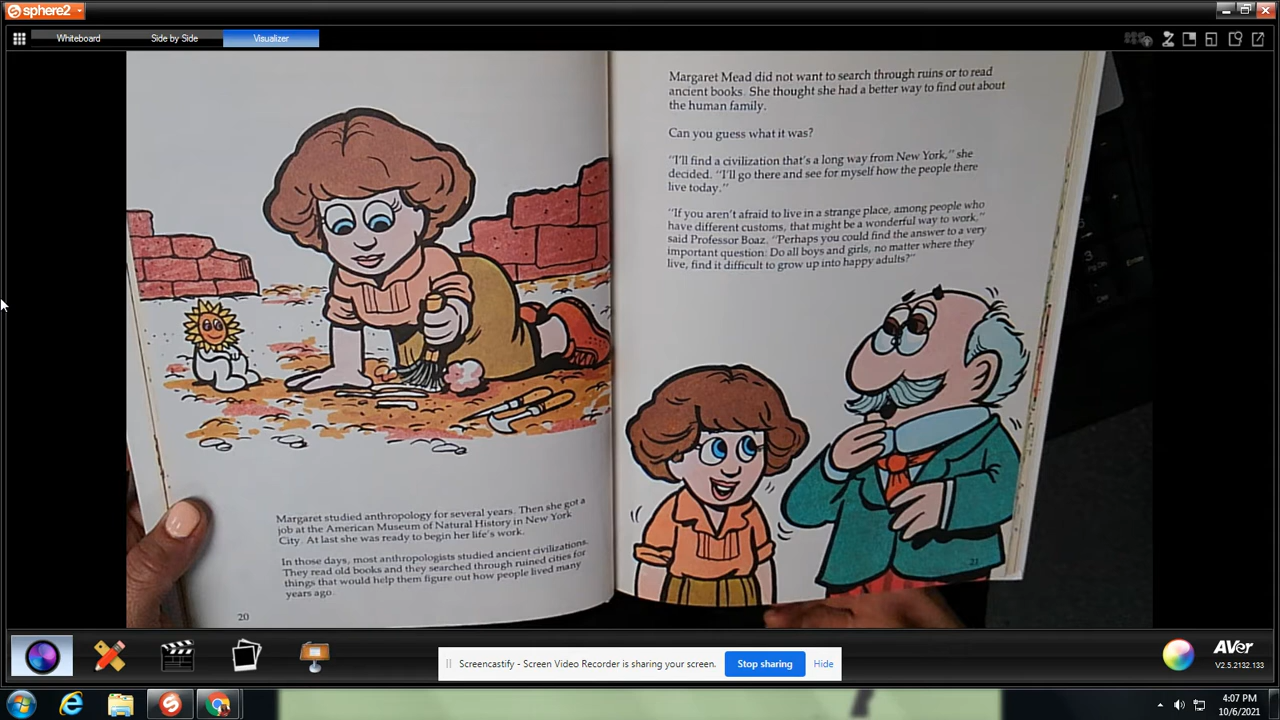 sphere2
Whiteboard
Side by Side
Visualizer
Margaret studied anthropology for several years. Then she got a
job at the American Museum of Natural History in New York
City. At last she was ready to begin her life's work.
In those days, most anthropologists studied ancient civilizations.
They read old books and they searched through ruined cities for
things that would help them figure out how people lived many
years ago.
20
Margaret Mead did not want to search through ruins or to read
ancient books. She thought she had a better way to find out about
the human family.
Can you guess what it was?
"I'll find a civilization that's a long way from New York," she
decided. "I'll go there and see for myself how the people there
live today."
"If you aren't afraid to live in a strange place, among people who
have different customs, that might be a wonderful way to work,"
said Professor Boaz. "Perhaps you could find the answer to a very
important question: Do all boys and girls, no matter where they
live, find it difficult to grow up into happy adults?"
21
3
PgDn
Enter
Screencastify - Screen Video Recorder is sharing your screen.
Stop sharing
Hide
AVer
V2.5.2132.133
4:07 PM
10/6/2021